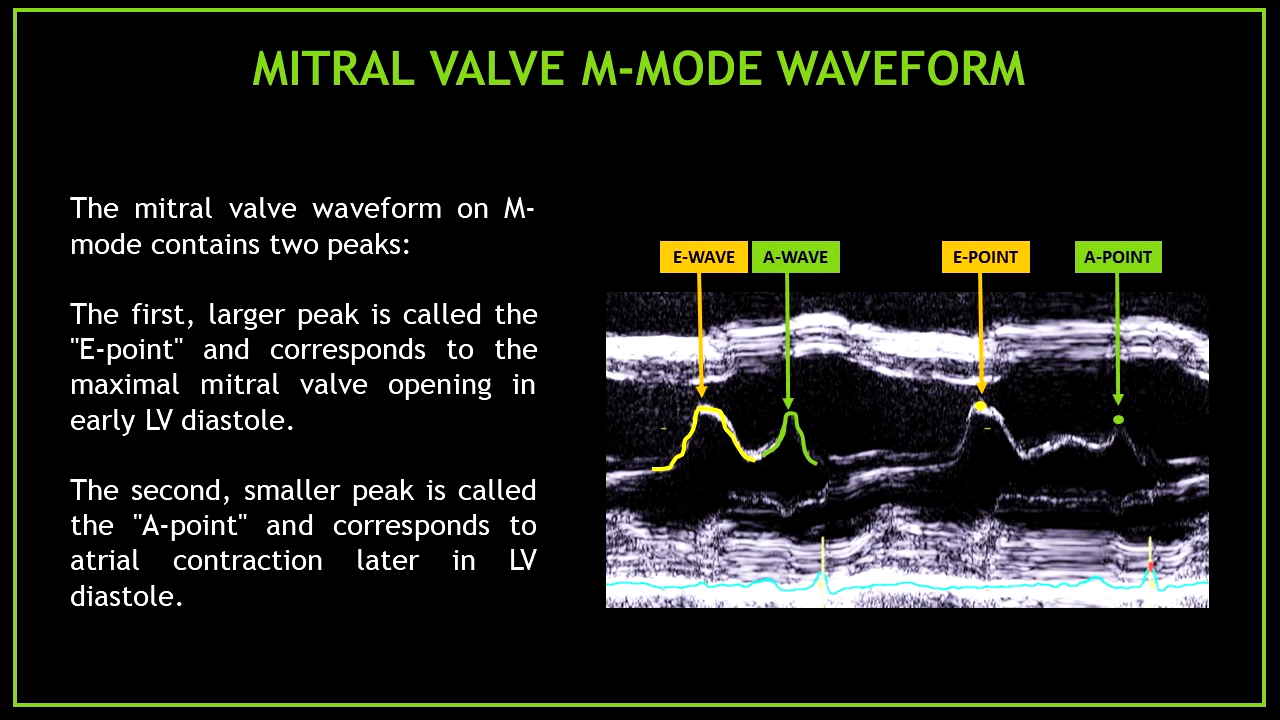 MITRAL VALVE M-MODE WAVEFORM
The mitral valve waveform on M-
mode contains two peaks:
The first, larger peak is called the
"E-point" and corresponds to the
maximal mitral valve opening in
early LV diastole.
The second, smaller peak is called
the "A-point" and corresponds to
atrial contraction later in LV
diastole.
E-WAVE A-WAVE E-POINT A-POINT